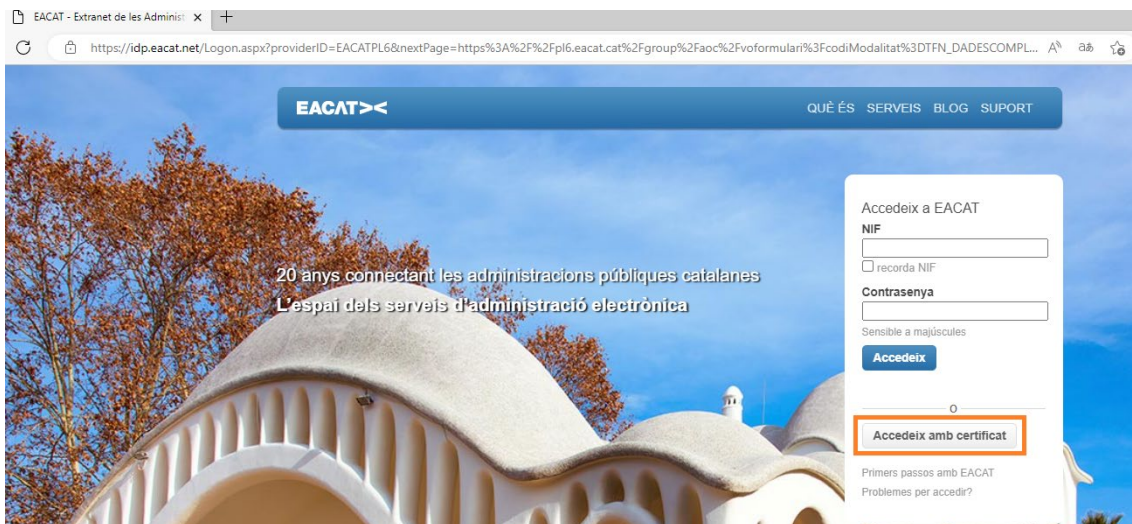 EACAT - Extranet de les Administ
https://idp.eacat.net/Logon.aspx?providerID=EACATPL6&nextPage=https%3A%2F%2Fpl6.eacat.cat%2Fgroup%2Faoc%2Fvoformulari%3FcodiModalitat%3DTFN_DADESCOMPL...
EACAT><
QUÈ ÉS SERVEIS BLOG SUPORT
Accedeix a EACAT
NIF
recorda NIF
Contrasenya
Sensible a majúscules
Accedeix
O
Accedeix amb certificat
Primers passos amb EACAT
Problemes per accedir?
20 anys connectant les administracions públiques catalanes
L'espai dels serveis d'administració electrònica